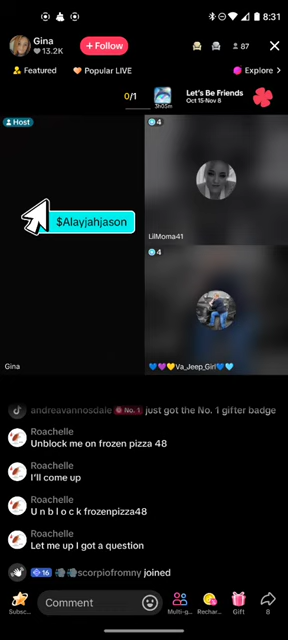 8:31
Gina
13.2K
+ Follow
87
Featured
Popular LIVE
Explore >
0/1
3h05m
Let's Be Friends
Oct 15-Nov 8
Host
4
$Alayjahjason
LilMoma41
4
Gina
Va_Jeep_Girl
andreavannosdale No. 1 just got the No. 1 gifter badge
Roachelle
Unblock me on frozen pizza 48
Roachelle
I'll come up
Roachelle
U n b l o c k frozenpizza48
Roachelle
Let me up I got a question
16 scorpiofromny joined
Comment
Subsc...
Multi-g...
Rechar...
Gift
8